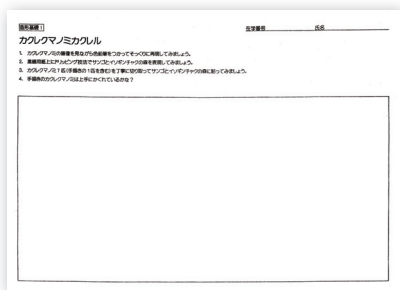 造形基礎1
在学番号 氏名
カクレクマノミカクレル
1. カクレクマノミの画像を見ながら色鉛筆をつかってそっくりに再現してみましょう。
2. 黒画用紙上にドリッピング技法でサンゴとイソギンチャクの森を表現してみましょう。
3. カクレクマノミ7匹(手描きの1匹を含む)を丁寧に切り取ってサンゴとイソギンチャクの森に貼ってみましょう。
4. 手描きのカクレクマノミは上手にかくれているかな?